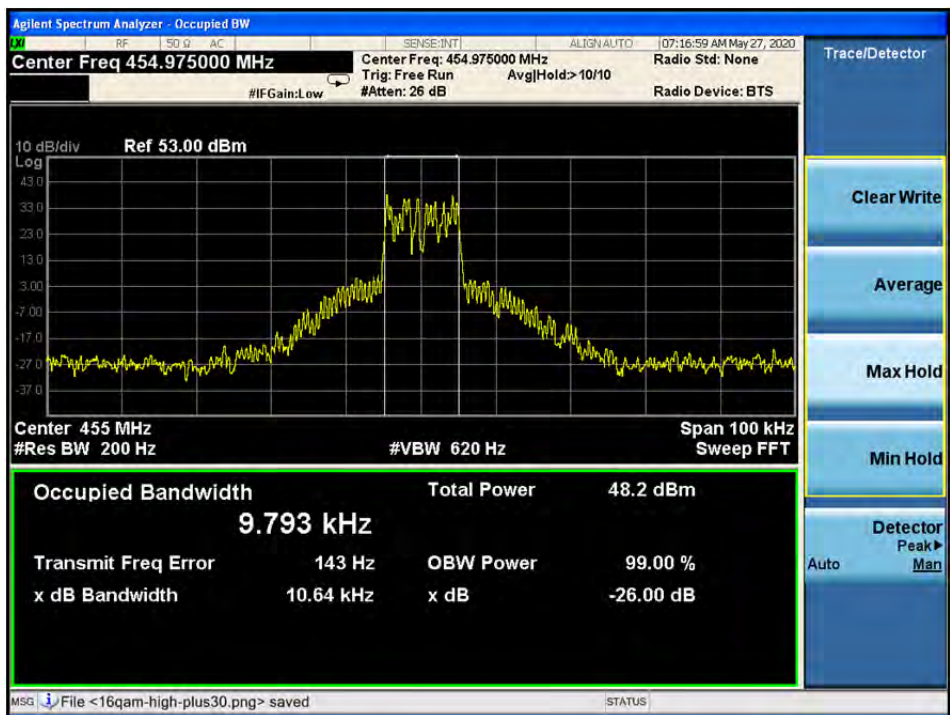 Agilent Spectrum Analyzer - Occupied BW
LXI RF 50 Ω AC SENSE:INT ALIGN AUTO 07:16:59 AM May 27, 2020
Center Freq 454.975000 MHz
Center Freq: 454.975000 MHz
Radio Std: None
Trig: Free Run Avg|Hold:> 10/10
#IFGain:Low
#Atten: 26 dB
Radio Device: BTS
Trace/Detector
10 dB/div Ref 53.00 dBm
Log
43.0
33.0
23.0
13.0
3.00
-7.00
-17.0
-27.0
-37.0
Center 455 MHz Span 100 kHz
#Res BW 200 Hz #VBW 620 Hz Sweep FFT
Occupied Bandwidth Total Power 48.2 dBm
9.793 kHz
Transmit Freq Error 143 Hz OBW Power 99.00 %
x dB Bandwidth 10.64 kHz x dB -26.00 dB
Clear Write
Average
Max Hold
Min Hold
Detector
Peak▶
Auto Man
MSG File <16qam-high-plus30.png> saved STATUS